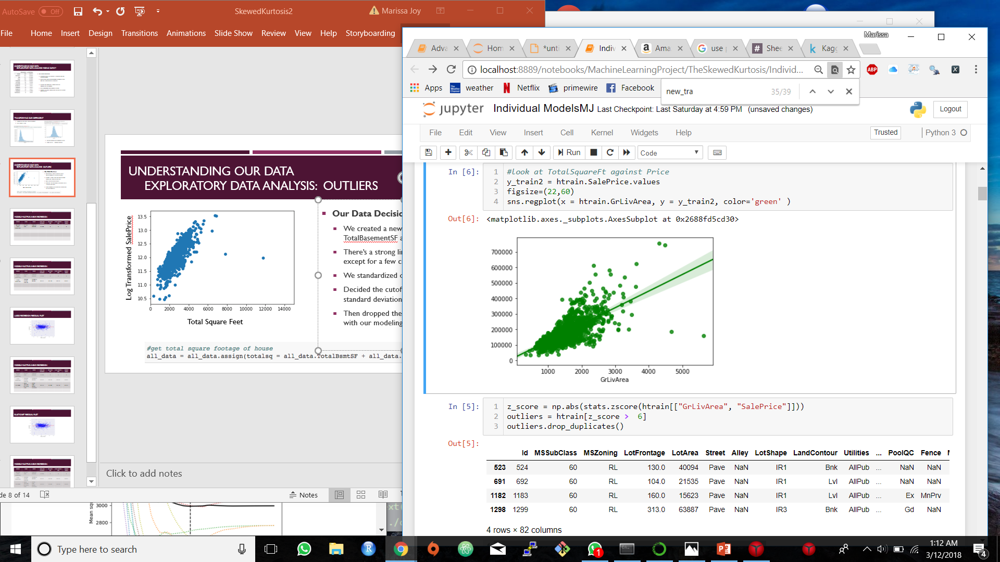 AutoSave Off
SkewedKurtosis2
Marissa Joy
File Home Insert Design Transitions Animations Slide Show Review View Help Storyboarding
UNDERSTANDING OUR DATA
EXPLORATORY DATA ANALYSIS: OUTLIERS
Log Transformed SalePrice
13.5
13.0
12.5
12.0
11.5
11.0
10.5
0 2000 4000 6000 8000 10000 12000 14000
Total Square Feet
Our Data Decisio
We created a new
TotalBasementSF a
There's a strong li
except for a few c
We standardized o
Decided the cutof
standard deviation
Then dropped the
with our modeling
#get total square footage of house
all_data = all_data.assign(totalsq = all_data.TotalBsmtSF + all_data.
Click to add notes
de 8 of 14
Notes
Mean sq
3000
2800
Marissa
Adva Hom *unti Indiv Ama use Shee Kagg
localhost:8889/notebooks/MachineLearningProject/TheSkewedKurtosis/Individ...
ABP
Apps weather Netflix primewire Facebook
new_tra 35/39
jupyter Individual ModelsMJ Last Checkpoint: Last Saturday at 4:59 PM (unsaved changes)
Logout
File Edit View Insert Cell Kernel Widgets Help
Trusted
Python 3
Run
Code
In [6]:
1 #look at TotalSquareFt against Price
2 y_train2 = htrain.SalePrice.values
3 figsize=(22,60)
4 sns.regplot(x = htrain.GrLivArea, y = y_train2, color='green' )
Out[6]: <matplotlib.axes._subplots.AxesSubplot at 0x2688fd5cd30>
700000
600000
500000
400000
300000
200000
100000
0
1000 2000 3000 4000 5000
GrLivArea
In [5]:
1 z_score = np.abs(stats.zscore(htrain[["GrLivArea", "SalePrice"]]))
2 outliers = htrain[z_score > 6]
3 outliers.drop_duplicates()
Out[5]:
Id MSSubClass MSZoning LotFrontage LotArea Street Alley LotShape LandContour Utilities ... PoolQC Fence
523 524 60 RL 130.0 40094 Pave NaN IR1 Bnk AllPub ... NaN NaN
691 692 60 RL 104.0 21535 Pave NaN IR1 Lvl AllPub ... NaN NaN
1182 1183 60 RL 160.0 15623 Pave NaN IR1 Lvl AllPub ... Ex MnPrv
1298 1299 60 RL 313.0 63887 Pave NaN IR3 Bnk AllPub ... Gd NaN
4 rows × 82 columns
Type here to search
1:12 AM
3/12/2018